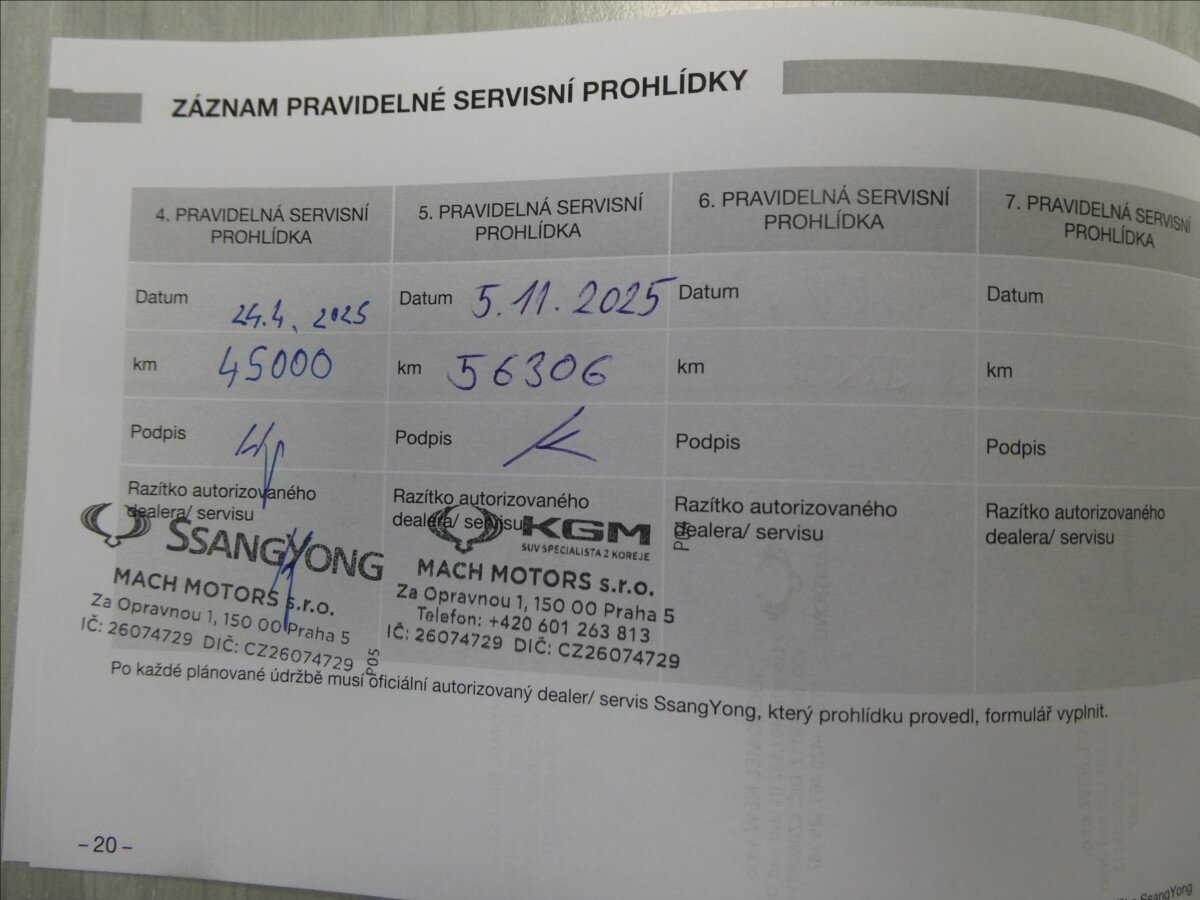 ZÁZNAM PRAVIDELNÉ SERVISNÍ PROHLÍDKY
4. PRAVIDELNÁ SERVISNÍ
PROHLÍDKA
Datum 24.4. 2025
km 45000
Podpis
Razítko autorizovaného
dealera/ servisu
SSANGYONG
MACH MOTORS s.r.o.
Za Opravnou 1, 150 00 Praha 5
IČ: 26074729 DIČ: CZ26074729
P05
5. PRAVIDELNÁ SERVISNÍ
PROHLÍDKA
Datum 5.11.2025
km 56306
Podpis
Razítko autorizovaného
dealera/ servisu
KGM
SUV SPECIALISTA Z KOREJE
MACH MOTORS s.r.o.
Za Opravnou 1, 150 00 Praha 5
Telefon: +420 601 263 813
IČ: 26074729 DIČ: CZ26074729
6. PRAVIDELNÁ SERVISNÍ
PROHLÍDKA
Datum
km
Podpis
Razítko autorizovaného
dealera/ servisu
7. PRAVIDELNÁ SERVISNÍ
PROHLÍDKA
Datum
km
Podpis
Razítko autorizovaného
dealera/ servisu
Po každé plánované údržbě musí oficiální autorizovaný dealer/ servis SsangYong, který prohlídku provedl, formulář vyplnit.
– 20 –
SsangYong